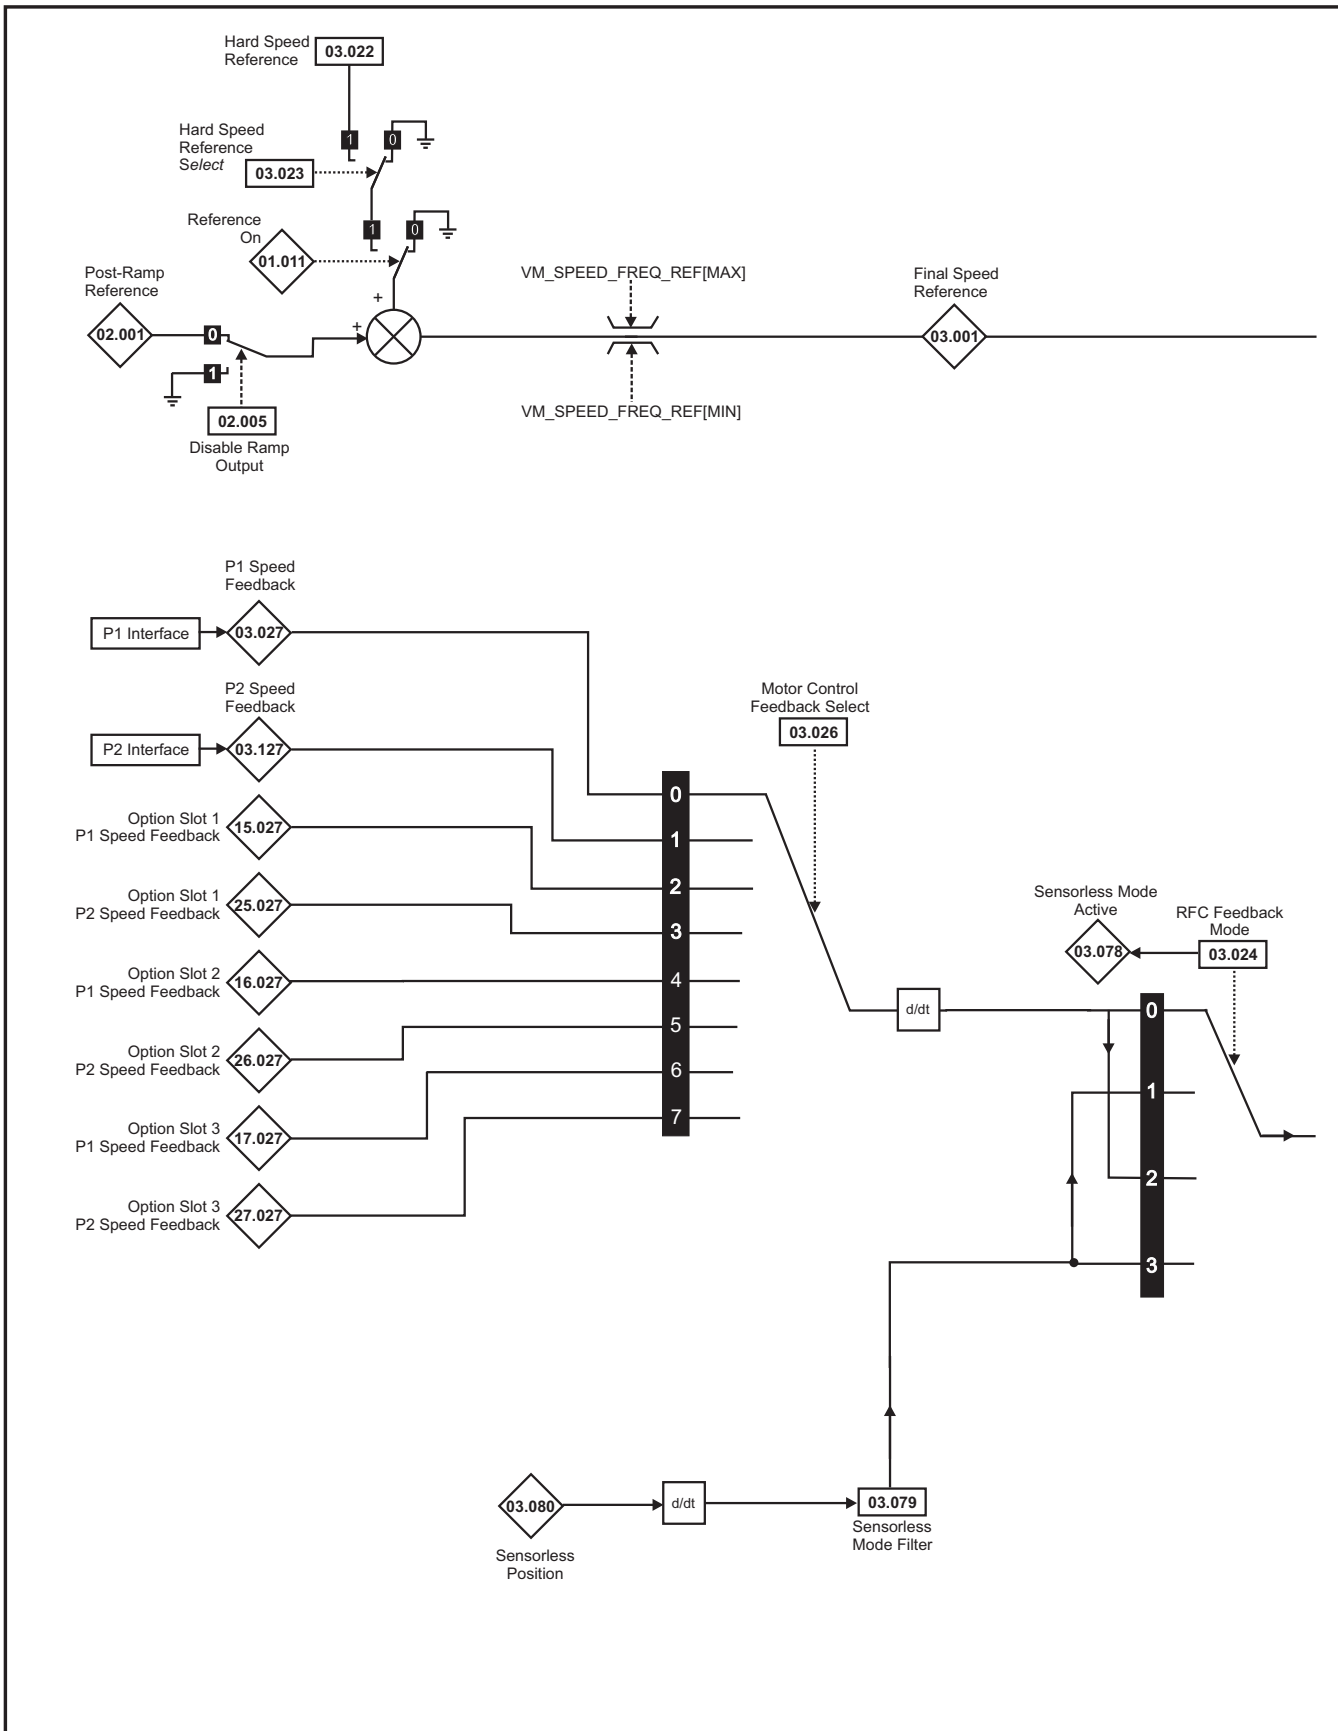 Hard Speed
Reference
03.022
Hard Speed
Reference
Select
03.023
1
0
Reference
On
01.011
1
0
Post-Ramp
Reference
02.001
0
1
02.005
Disable Ramp
Output
+
+
VM_SPEED_FREQ_REF[MAX]
VM_SPEED_FREQ_REF[MIN]
Final Speed
Reference
03.001
P1 Speed
Feedback
P1 Interface
03.027
P2 Speed
Feedback
P2 Interface
03.127
Option Slot 1
P1 Speed Feedback
15.027
Option Slot 1
P2 Speed Feedback
25.027
Option Slot 2
P1 Speed Feedback
16.027
Option Slot 2
P2 Speed Feedback
26.027
Option Slot 3
P1 Speed Feedback
17.027
Option Slot 3
P2 Speed Feedback
27.027
0
1
2
3
4
5
6
7
Motor Control
Feedback Select
03.026
d/dt
Sensorless Mode
Active
03.078
RFC Feedback
Mode
03.024
0
1
2
3
03.080
Sensorless
Position
d/dt
03.079
Sensorless
Mode Filter